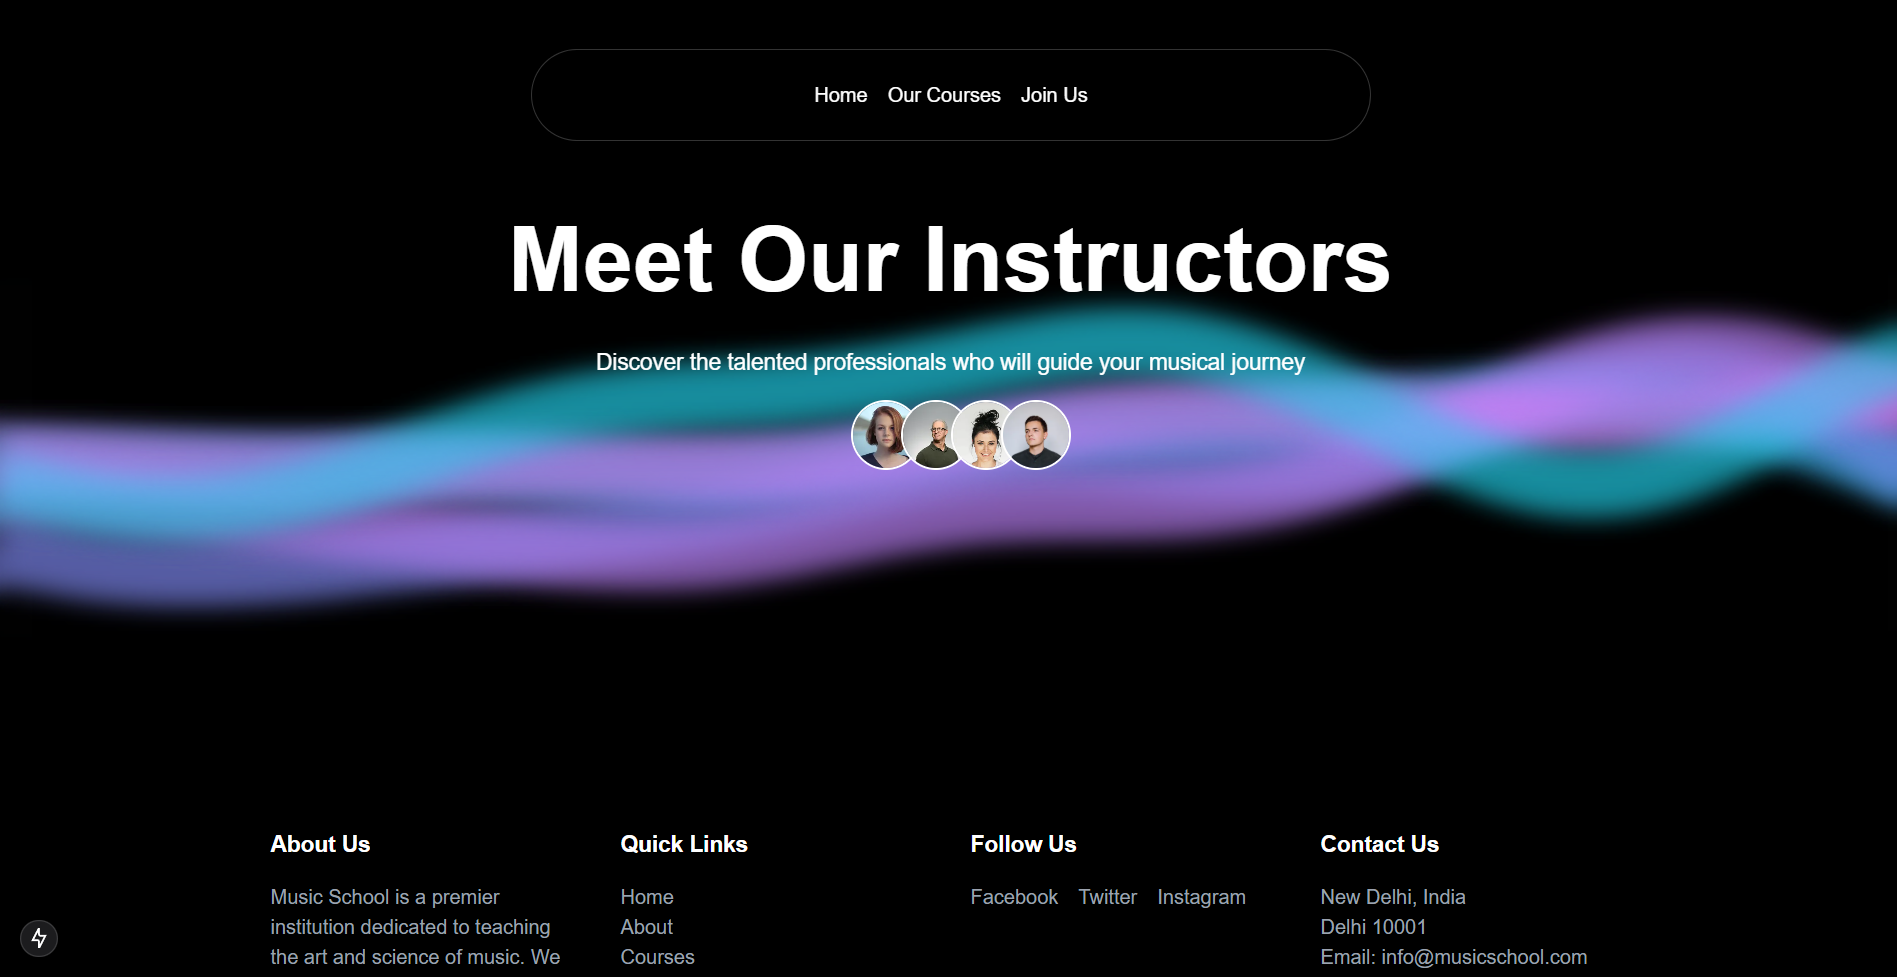 Home Our Courses Join Us
Meet Our Instructors
Discover the talented professionals who will guide your musical journey
About Us
Music School is a premier
institution dedicated to teaching
the art and science of music. We
Quick Links
Home
About
Courses
Follow Us
Facebook Twitter Instagram
Contact Us
New Delhi, India
Delhi 10001
Email: info@musicschool.com